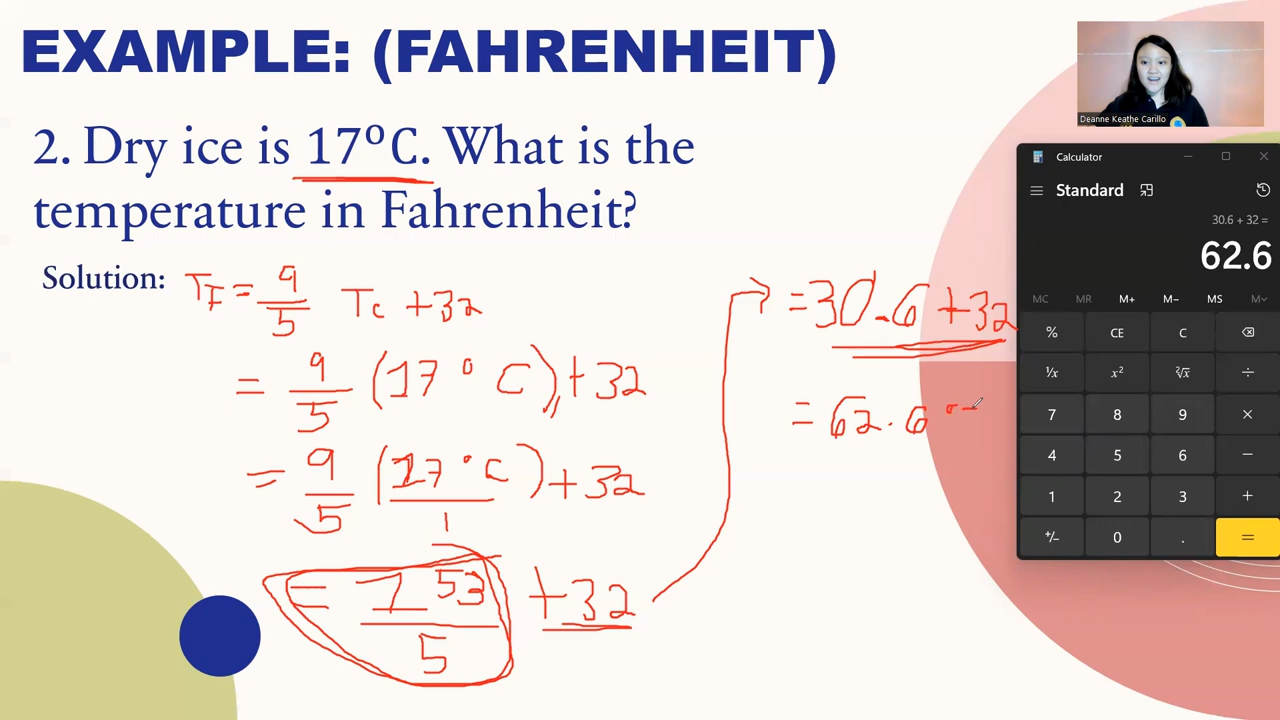 EXAMPLE: (FAHRENHEIT)
2. Dry ice is 17°C. What is the
temperature in Fahrenheit?
Solution: TF = 9/5 Tc + 32
= 9/5 (17°C) + 32
= 9/5 (17°C)/1 + 32
= 153/5 + 32
= 30.6 + 32
= 62.6°
Deanne Keathe Carillo
Calculator
Standard
30.6 + 32 =
62.6
MC MR M+ M− MS M˅
% CE C ⌫
¹/x x² ²√x ÷
7 8 9 ×
4 5 6 −
1 2 3 +
+/− 0 . =